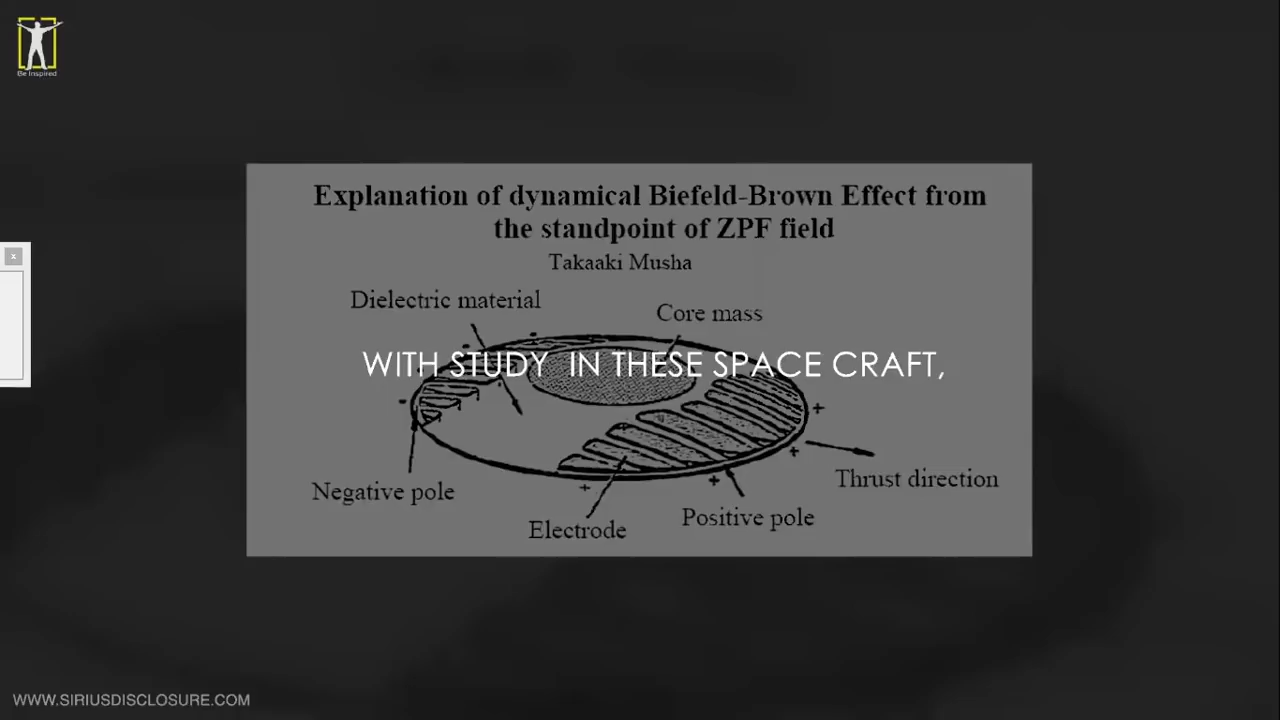 Be Inspired
Explanation of dynamical Biefeld-Brown Effect from
the standpoint of ZPF field
Takaaki Musha
Dielectric material
Core mass
WITH STUDY IN THESE SPACE CRAFT,
Thrust direction
Negative pole
Positive pole
Electrode
WWW.SIRIUSDISCLOSURE.COM